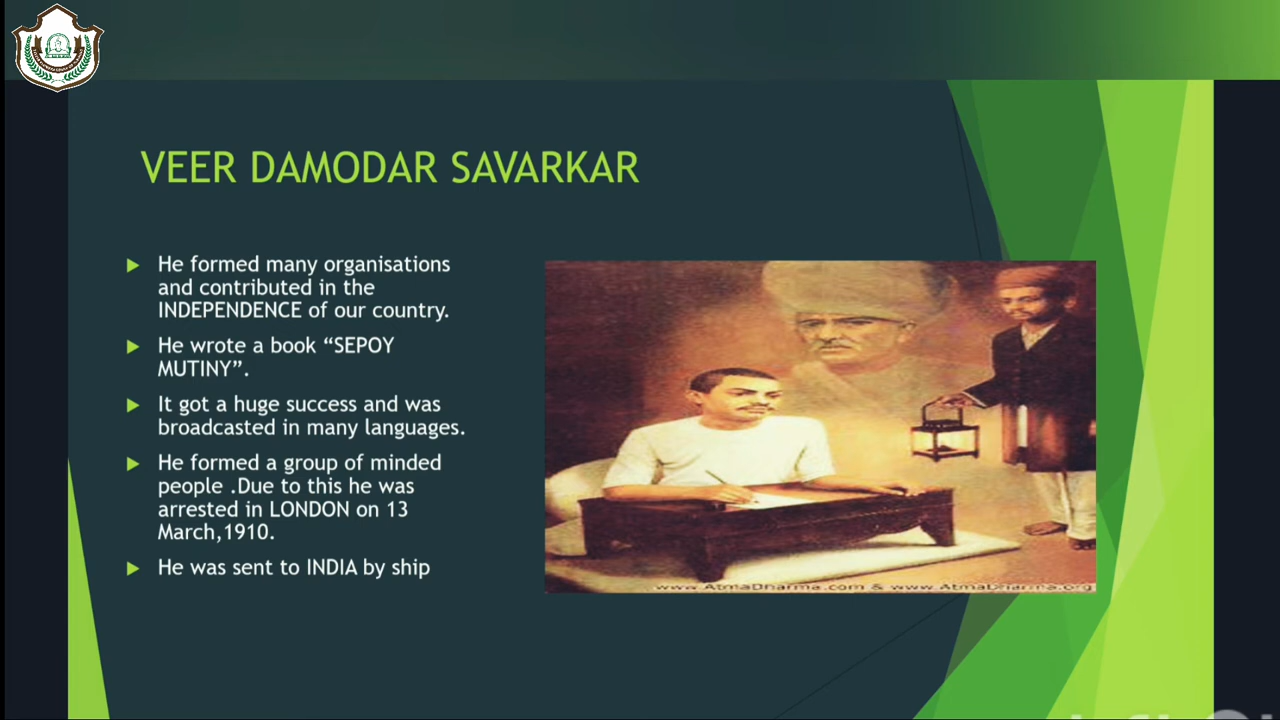 VEER DAMODAR SAVARKAR
He formed many organisations
and contributed in the
INDEPENDENCE of our country.
He wrote a book “SEPOY
MUTINY”.
It got a huge success and was
broadcasted in many languages.
He formed a group of minded
people .Due to this he was
arrested in LONDON on 13
March,1910.
He was sent to INDIA by ship
www.AtmaDharma.com & www.AtmaDharma.org